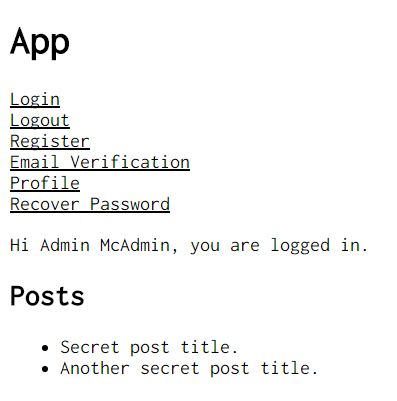 App
Login
Logout
Register
Email Verification
Profile
Recover Password
Hi Admin McAdmin, you are logged in.
Posts
Secret post title.
Another secret post title.